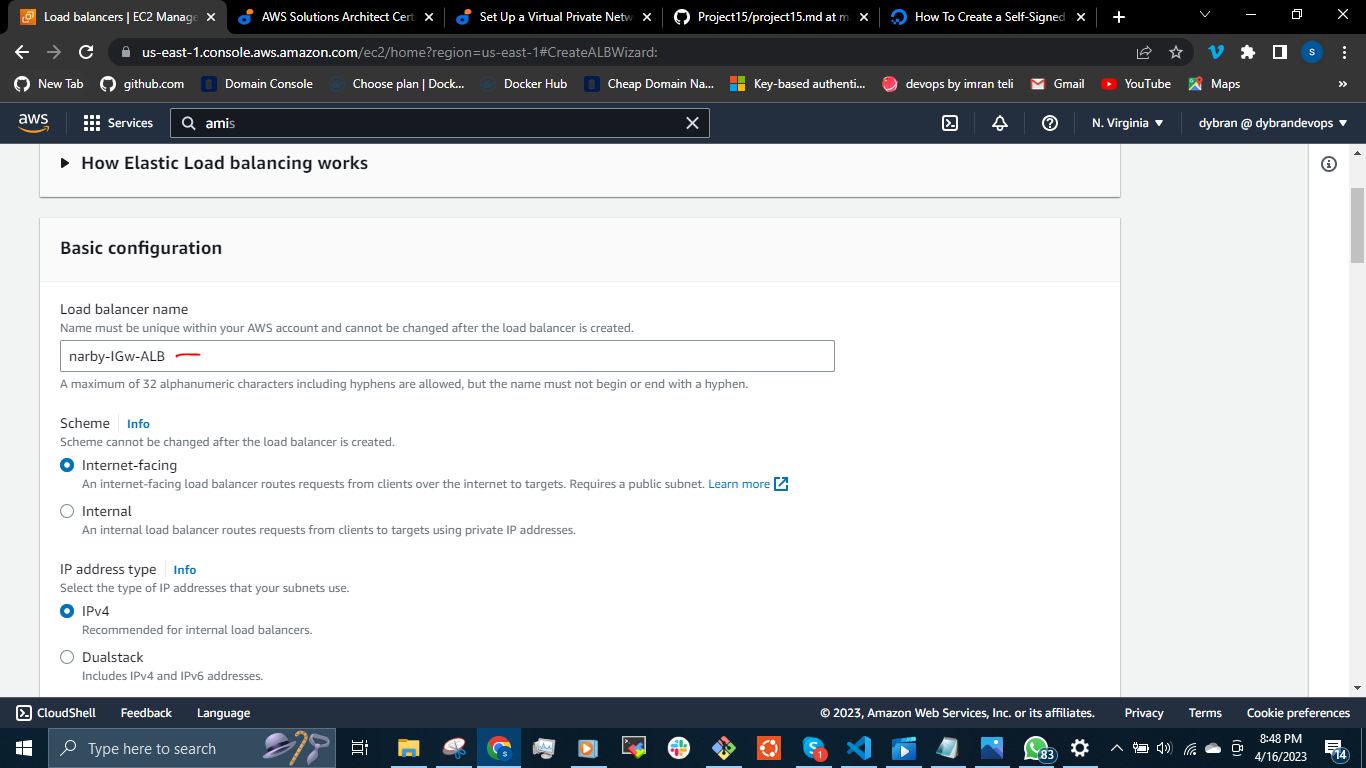 Load balancers | EC2 Manage
AWS Solutions Architect Cert
Set Up a Virtual Private Netw
Project15/project15.md at ma
How To Create a Self-Signed
us-east-1.console.aws.amazon.com/ec2/home?region=us-east-1#CreateALBWizard:
S
New Tab
github.com
Domain Console
Choose plan | Dock...
Docker Hub
Cheap Domain Na...
Key-based authenti...
devops by imran teli
Gmail
YouTube
Maps
»
aws
Services
amis
N. Virginia
dybran @ dybrandevops
How Elastic Load balancing works
Basic configuration
Load balancer name
Name must be unique within your AWS account and cannot be changed after the load balancer is created.
narby-IGw-ALB
A maximum of 32 alphanumeric characters including hyphens are allowed, but the name must not begin or end with a hyphen.
Scheme Info
Scheme cannot be changed after the load balancer is created.
Internet-facing
An internet-facing load balancer routes requests from clients over the internet to targets. Requires a public subnet. Learn more
Internal
An internal load balancer routes requests from clients to targets using private IP addresses.
IP address type Info
Select the type of IP addresses that your subnets use.
IPv4
Recommended for internal load balancers.
Dualstack
Includes IPv4 and IPv6 addresses.
CloudShell
Feedback
Language
© 2023, Amazon Web Services, Inc. or its affiliates.
Privacy
Terms
Cookie preferences
Type here to search
1
83
8:48 PM
4/16/2023
14